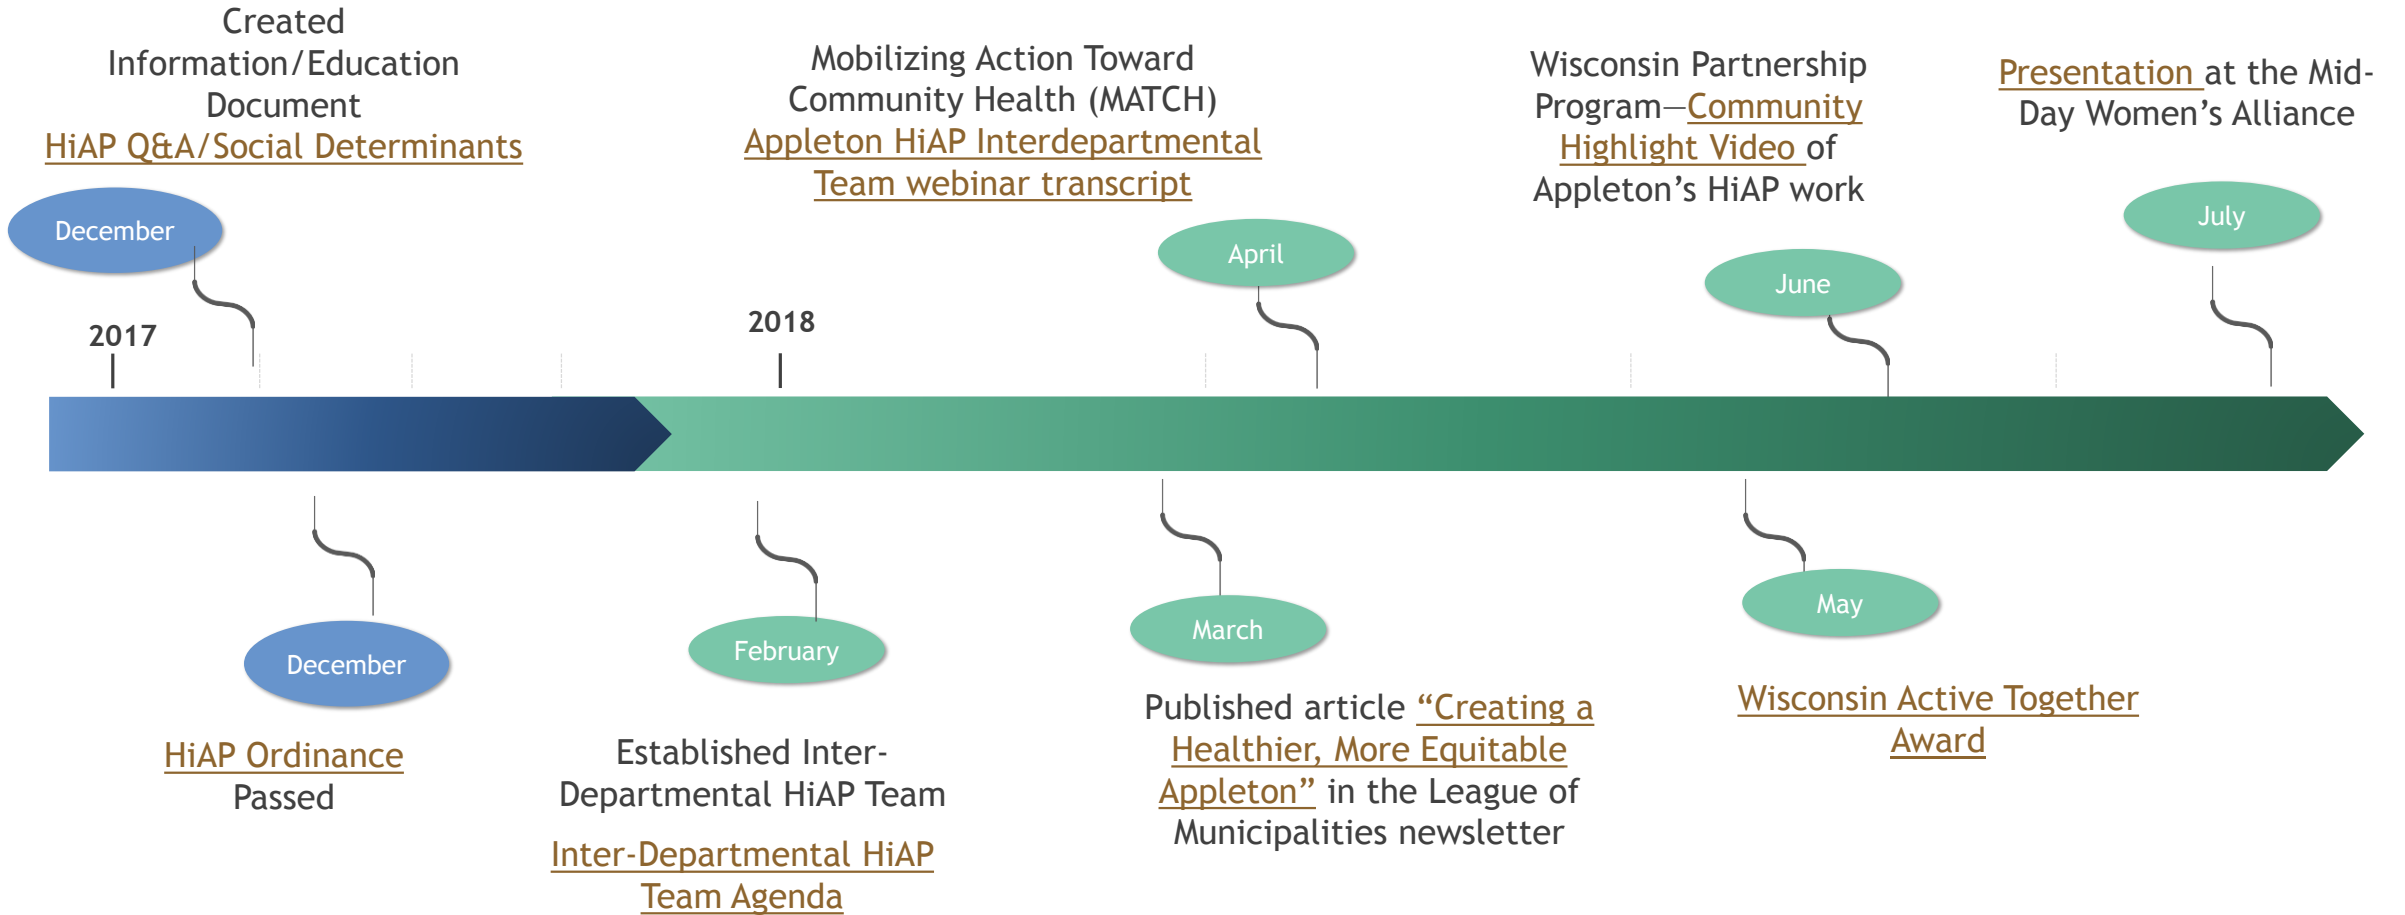 Created
Information/Education
Document
HiAP Q&A/Social Determinants
December
2017
Mobilizing Action Toward
Community Health (MATCH)
Appleton HiAP Interdepartmental
Team webinar transcript
April
2018
Wisconsin Partnership
Program—Community
Highlight Video of
Appleton’s HiAP work
June
Presentation at the Mid-
Day Women’s Alliance
July
December
HiAP Ordinance
Passed
February
Established Inter-
Departmental HiAP Team
Inter-Departmental HiAP
Team Agenda
March
Published article “Creating a
Healthier, More Equitable
Appleton” in the League of
Municipalities newsletter
May
Wisconsin Active Together
Award